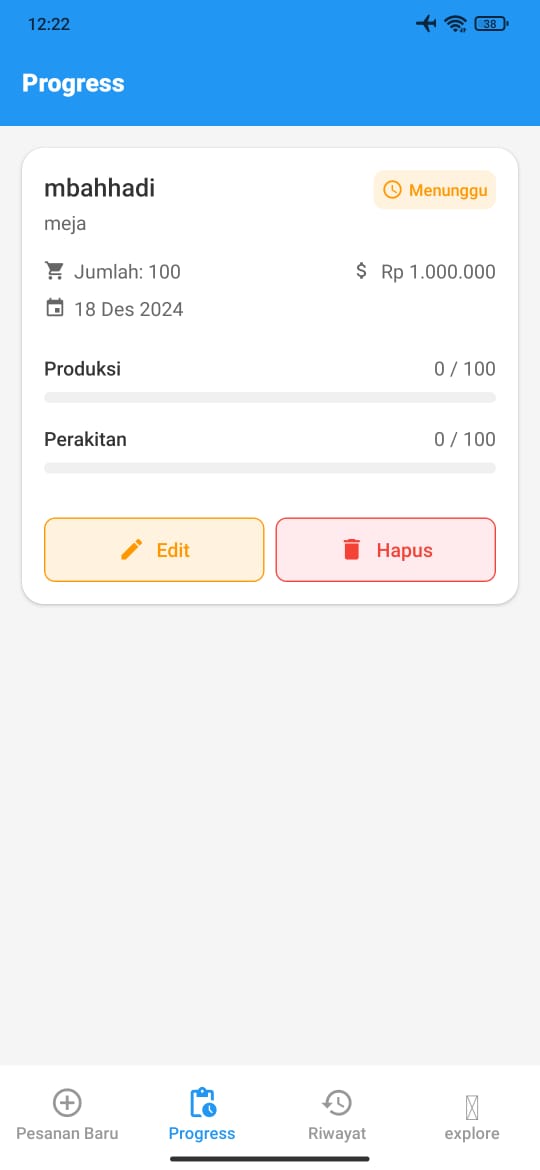 12:22
38
Progress
mbahhadi
Menunggu
meja
Jumlah: 100
$ Rp 1.000.000
18 Des 2024
Produksi
0 / 100
Perakitan
0 / 100
Edit
Hapus
Pesanan Baru
Progress
Riwayat
explore